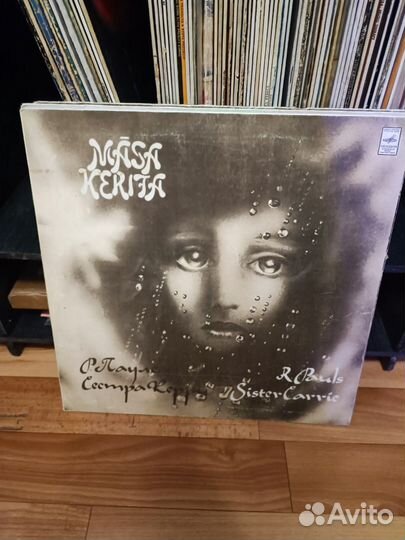 MĀSA
KERIJA
Р Паулс
Сестра Керри
R Pauls
Sister Carrie
Avito